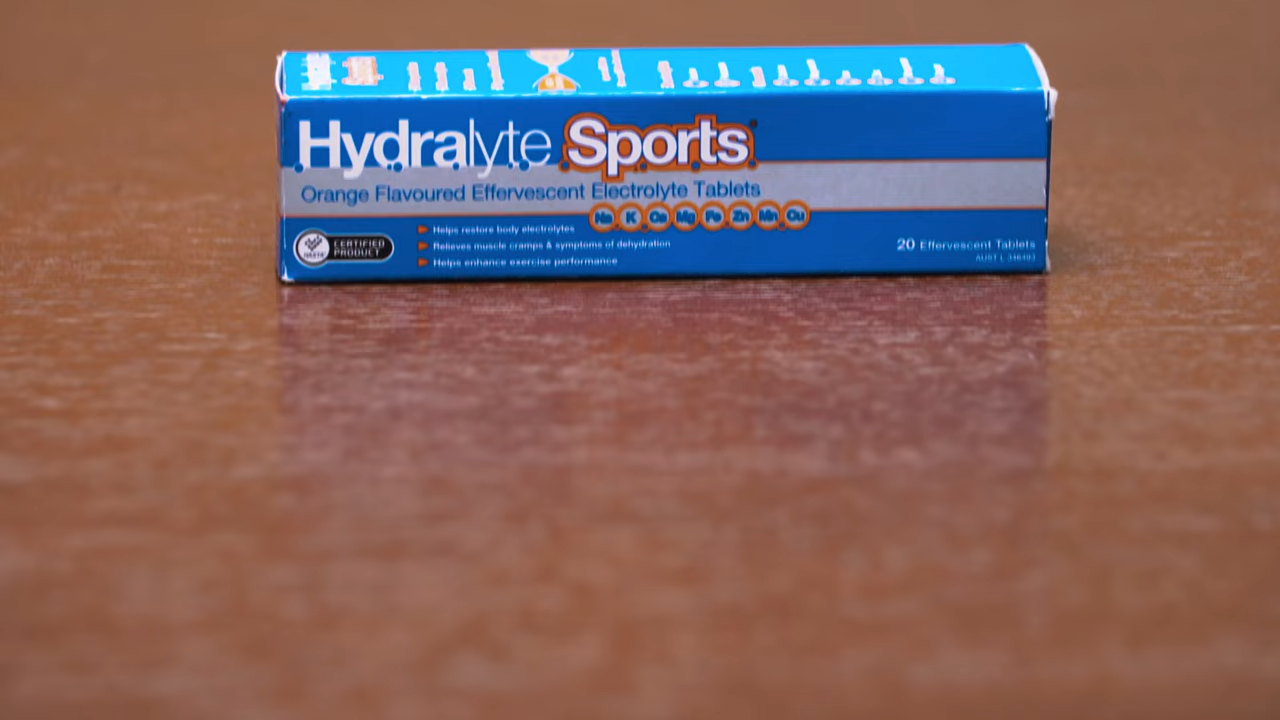 Hydralyte Sports
Orange Flavoured Effervescent Electrolyte Tablets
Na K Ca Mg Fe Zn Mn Cu
Helps restore body electrolytes
Relieves muscle cramps & symptoms of dehydration
Helps enhance exercise performance
CERTIFIED
PRODUCT
20 Effervescent Tablets
AUST L